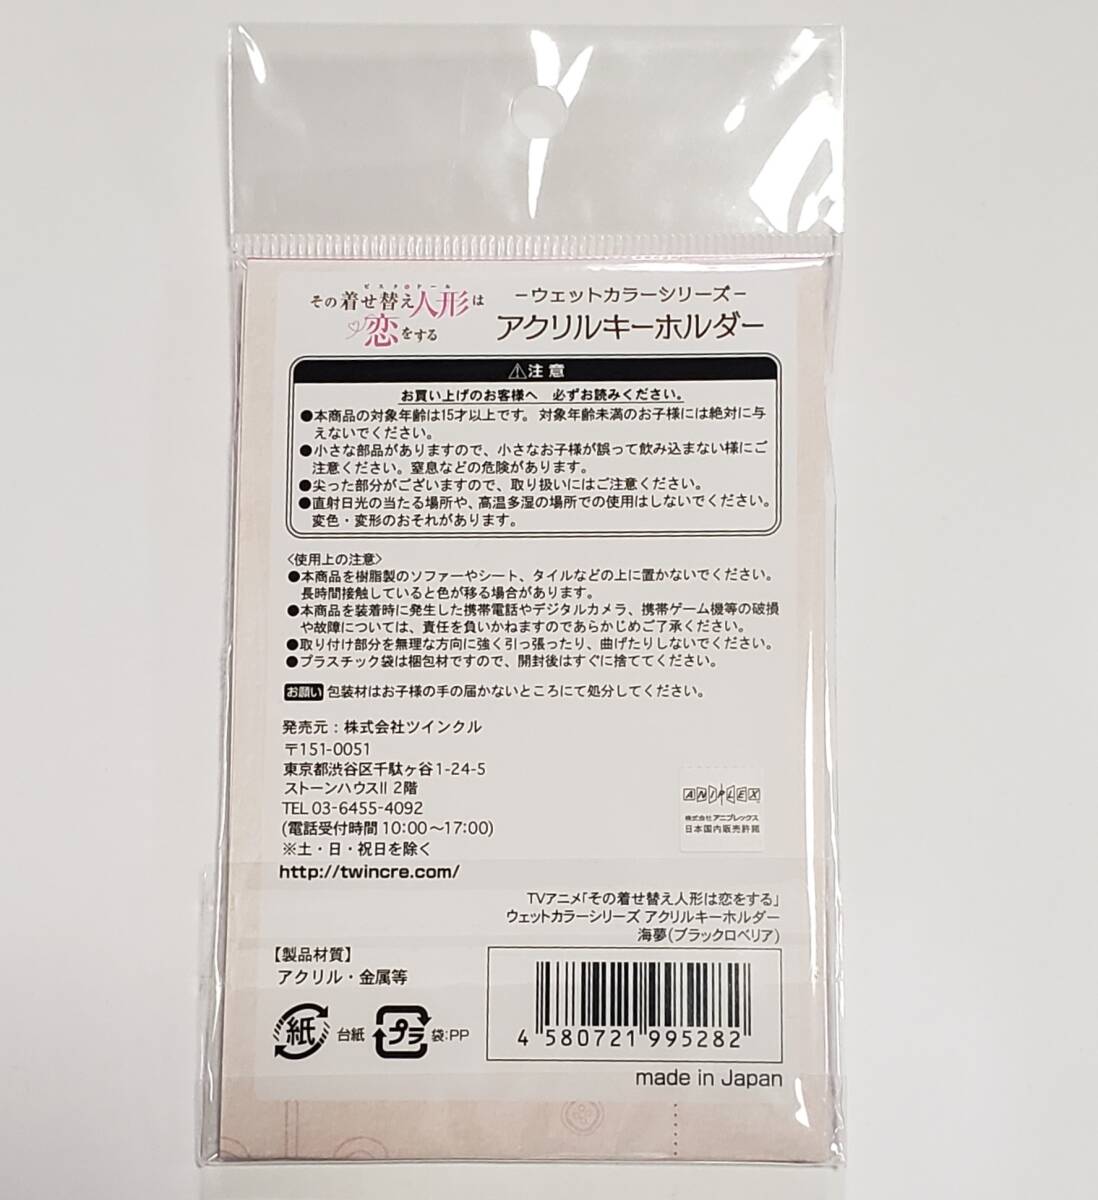 ビスク・ドール
その着せ替え人形は
恋をする
-ウェットカラーシリーズ-
アクリルキーホルダー
⚠注意
お買い上げのお客様へ 必ずお読みください。
●本商品の対象年齢は15才以上です。対象年齢未満のお子様には絶対に与
えないでください。
●小さな部品がありますので、小さなお子様が誤って飲み込まない様にご
注意ください。窒息などの危険があります。
●尖った部分がございますので、取り扱いにはご注意ください。
●直射日光の当たる場所や、高温多湿の場所での使用はしないでください。
変色・変形のおそれがあります。
〈使用上の注意〉
●本商品を樹脂製のソファーやシート、タイルなどの上に置かないでください。
長時間接触していると色が移る場合があります。
●本商品を装着時に発生した携帯電話やデジタルカメラ、携帯ゲーム機等の破損
や故障については、責任を負いかねますのであらかじめご了承ください。
●取り付け部分を無理な方向に強く引っ張ったり、曲げたりしないでください。
●プラスチック袋は梱包材ですので、開封後はすぐに捨ててください。
お願い 包装材はお子様の手の届かないところにて処分してください。
発売元：株式会社ツインクル
〒151-0051
東京都渋谷区千駄ヶ谷1-24-5
ストーンハウスII 2階
TEL 03-6455-4092
(電話受付時間 10:00〜17:00)
※土・日・祝日を除く
http://twincre.com/
ANIPLEX
株式会社アニプレックス
日本国内販売許諾
TVアニメ「その着せ替え人形は恋をする」
ウェットカラーシリーズ アクリルキーホルダー
海夢(ブラックロベリア)
【製品材質】
アクリル・金属等
紙 台紙 プラ 袋:PP
4 580721 995282
made in Japan